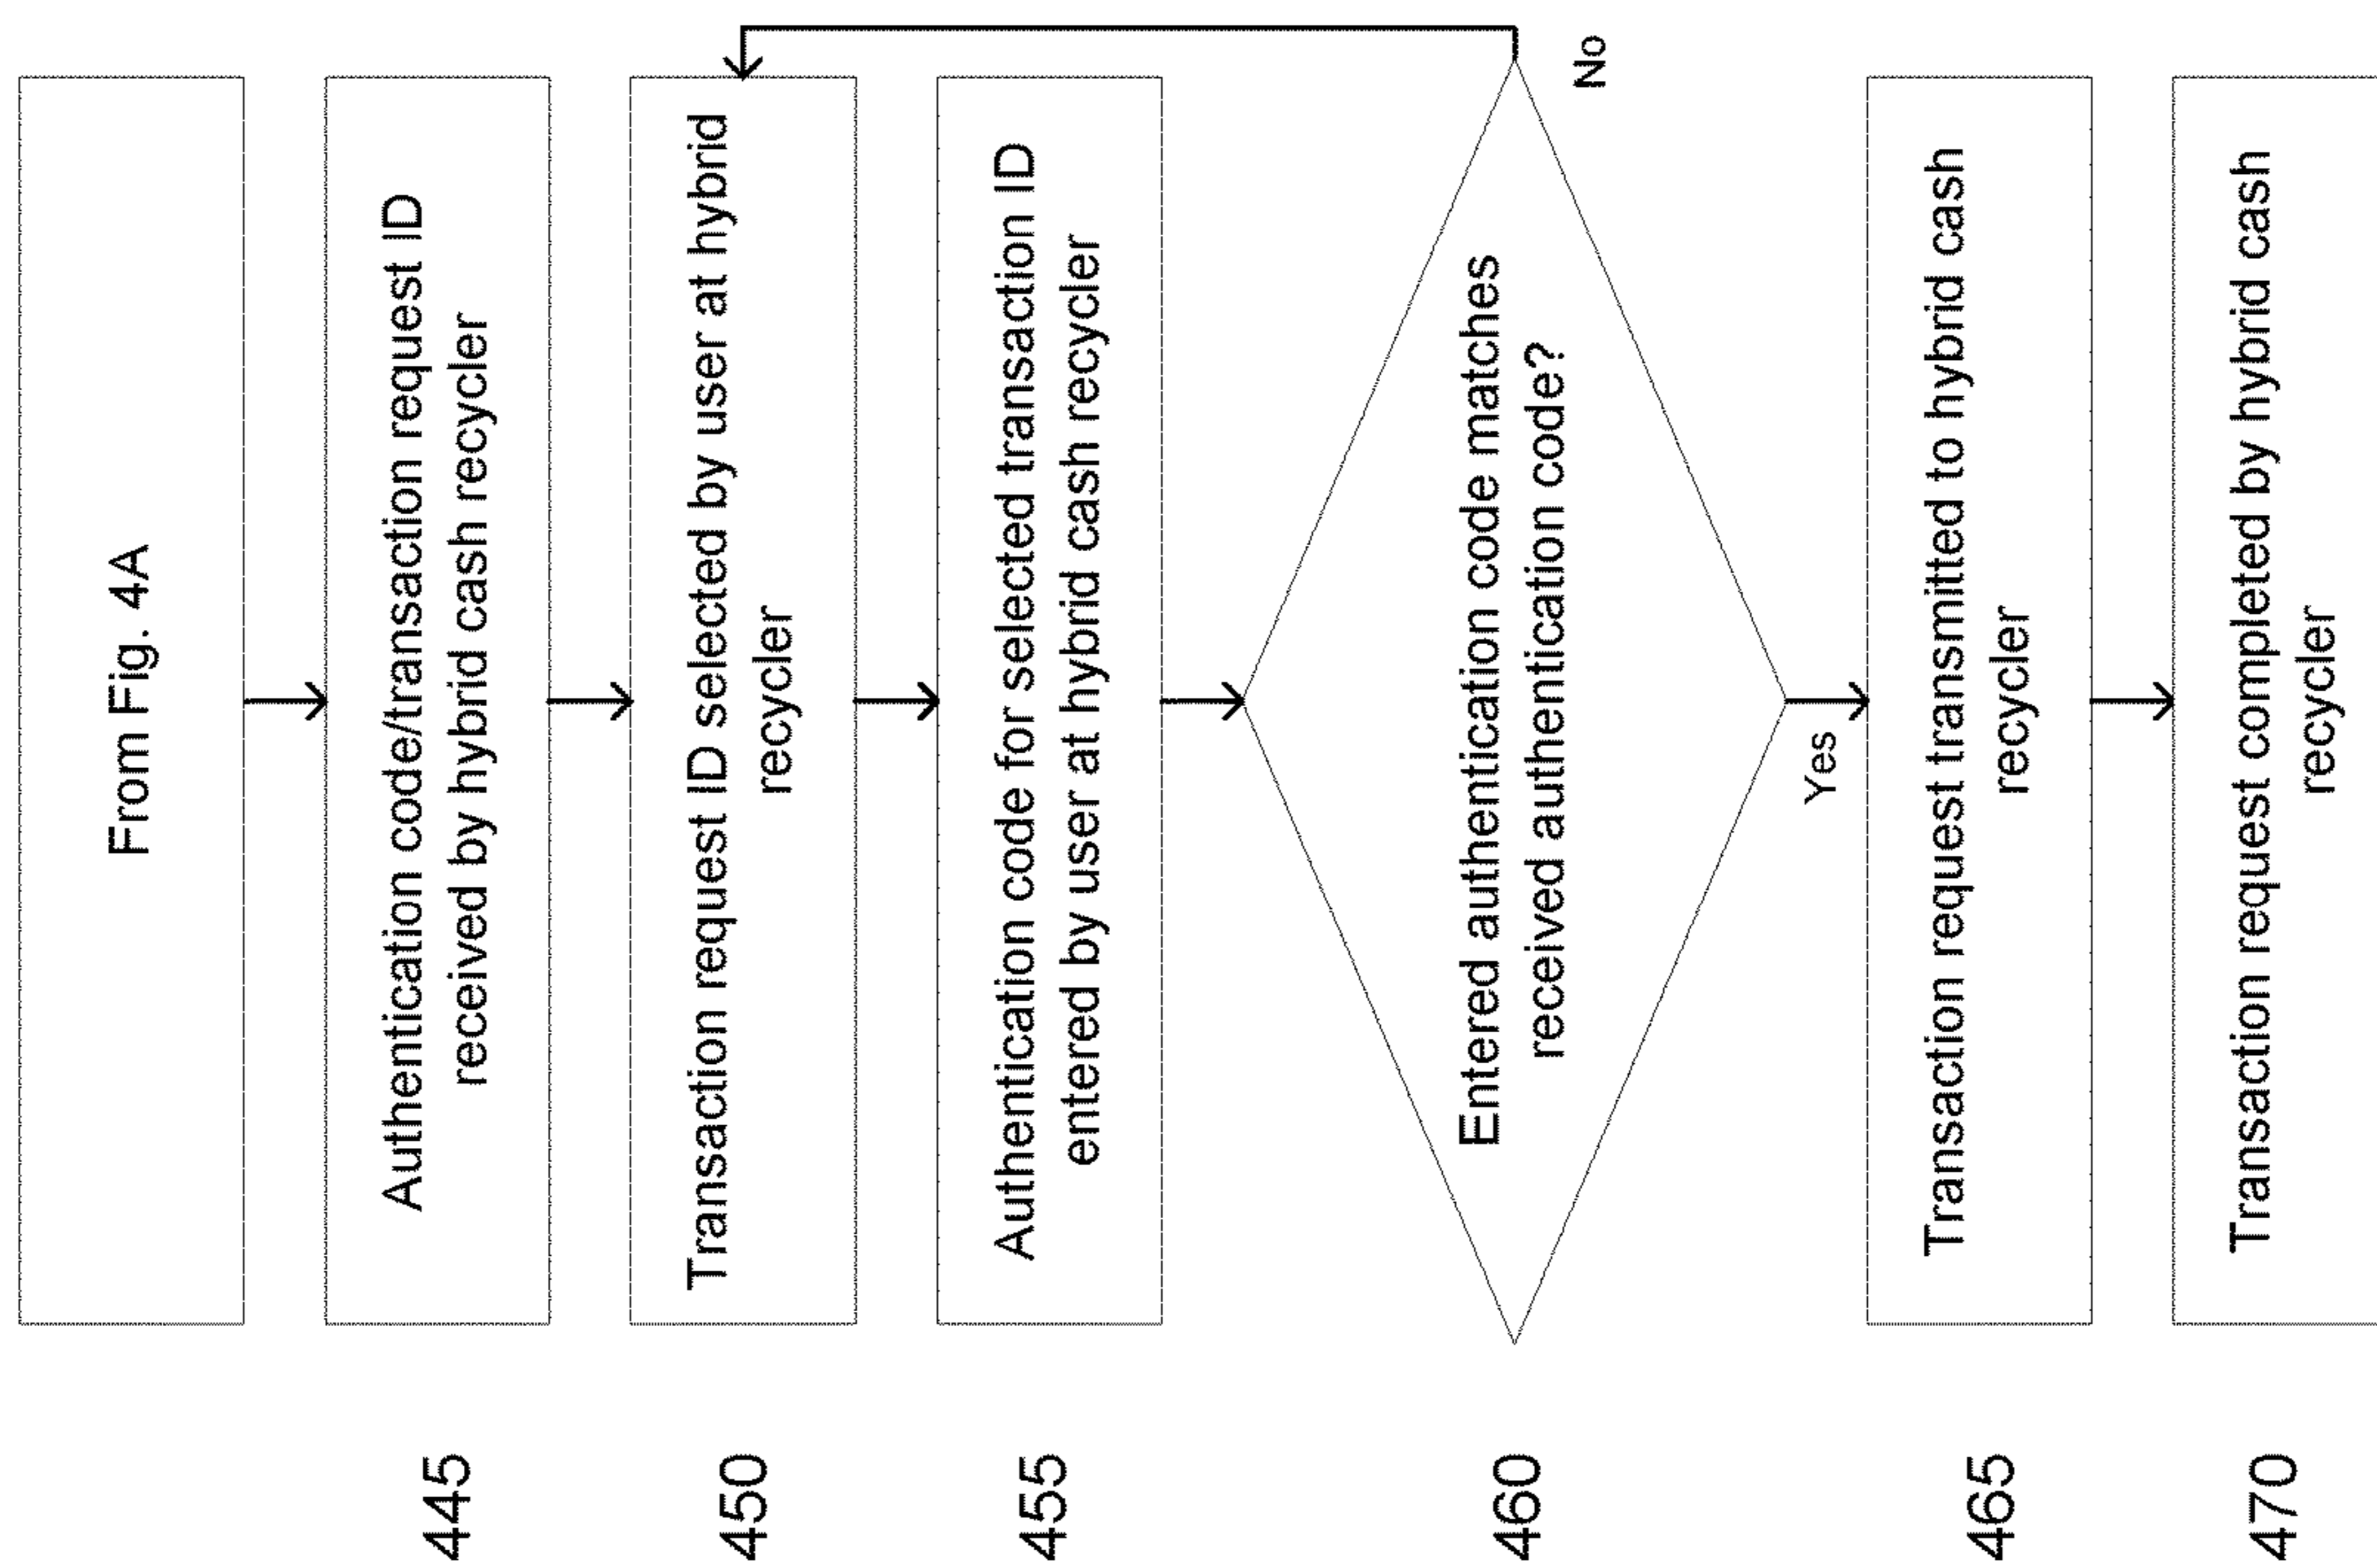 From Fig. 4A
445
Authentication code/transaction request ID
received by hybrid cash recycler
450
Transaction request ID selected by user at hybrid
recycler
455
Authentication code for selected transaction ID
entered by user at hybrid cash recycler
460
Entered authentication code matches
received authentication code?
No
Yes
465
Transaction request transmitted to hybrid cash
recycler
470
Transaction request completed by hybrid cash
recycler